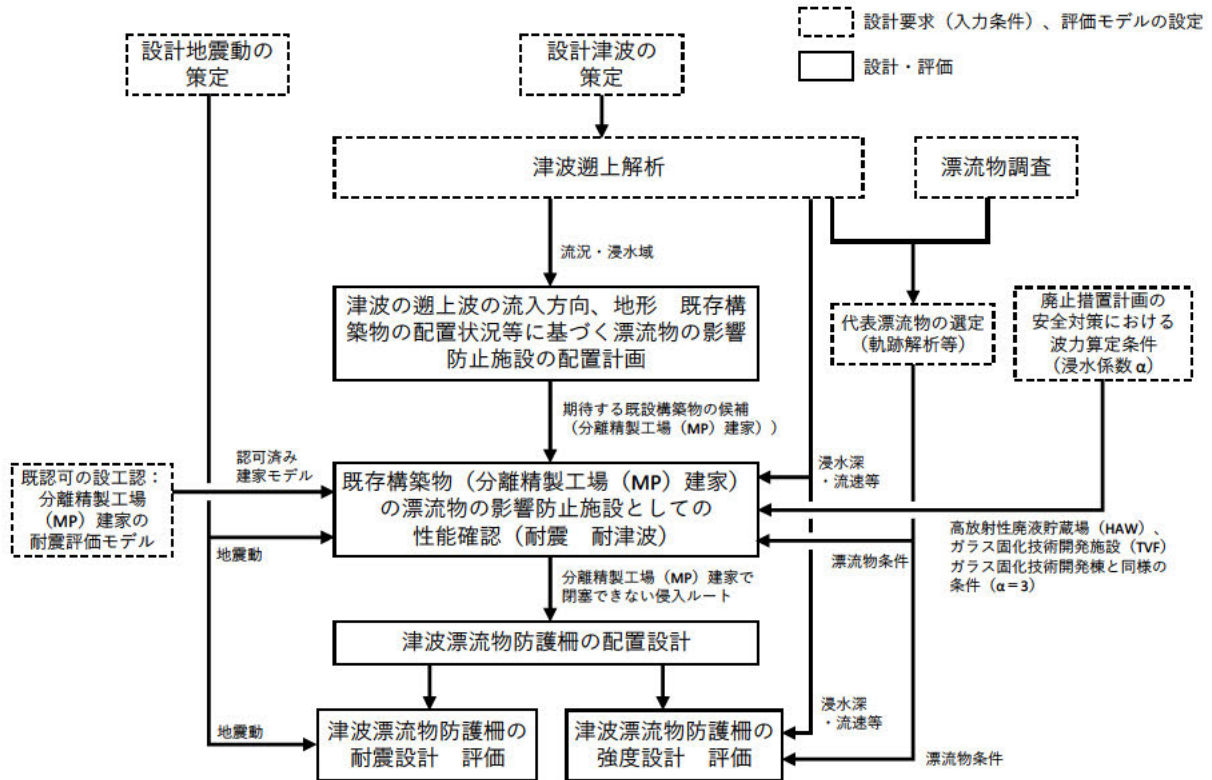 設計要求（入力条件）、評価モデルの設定
設計・評価
設計地震動の
策定
設計津波の
策定
津波遡上解析
漂流物調査
流況・浸水域
津波の遡上波の流入方向、地形　既存構
築物の配置状況等に基づく漂流物の影響
防止施設の配置計画
代表漂流物の選定
（軌跡解析等）
廃止措置計画の
安全対策における
波力算定条件
（浸水係数α）
期待する既設構築物の候補
（分離精製工場（MP）建家））
既認可の設工認：
分離精製工場
（MP）建家の
耐震評価モデル
認可済み
建家モデル
既存構築物（分離精製工場（MP）建家）
の漂流物の影響防止施設としての
性能確認（耐震　耐津波）
浸水深
・流速等
地震動
漂流物条件
高放射性廃液貯蔵場（HAW）、
ガラス固化技術開発施設（TVF）
ガラス固化技術開発棟と同様の
条件（α＝3）
分離精製工場（MP）建家で
閉塞できない侵入ルート
津波漂流物防護柵の配置設計
地震動
津波漂流物防護柵の
耐震設計　評価
津波漂流物防護柵の
強度設計　評価
浸水深
・流速等
漂流物条件